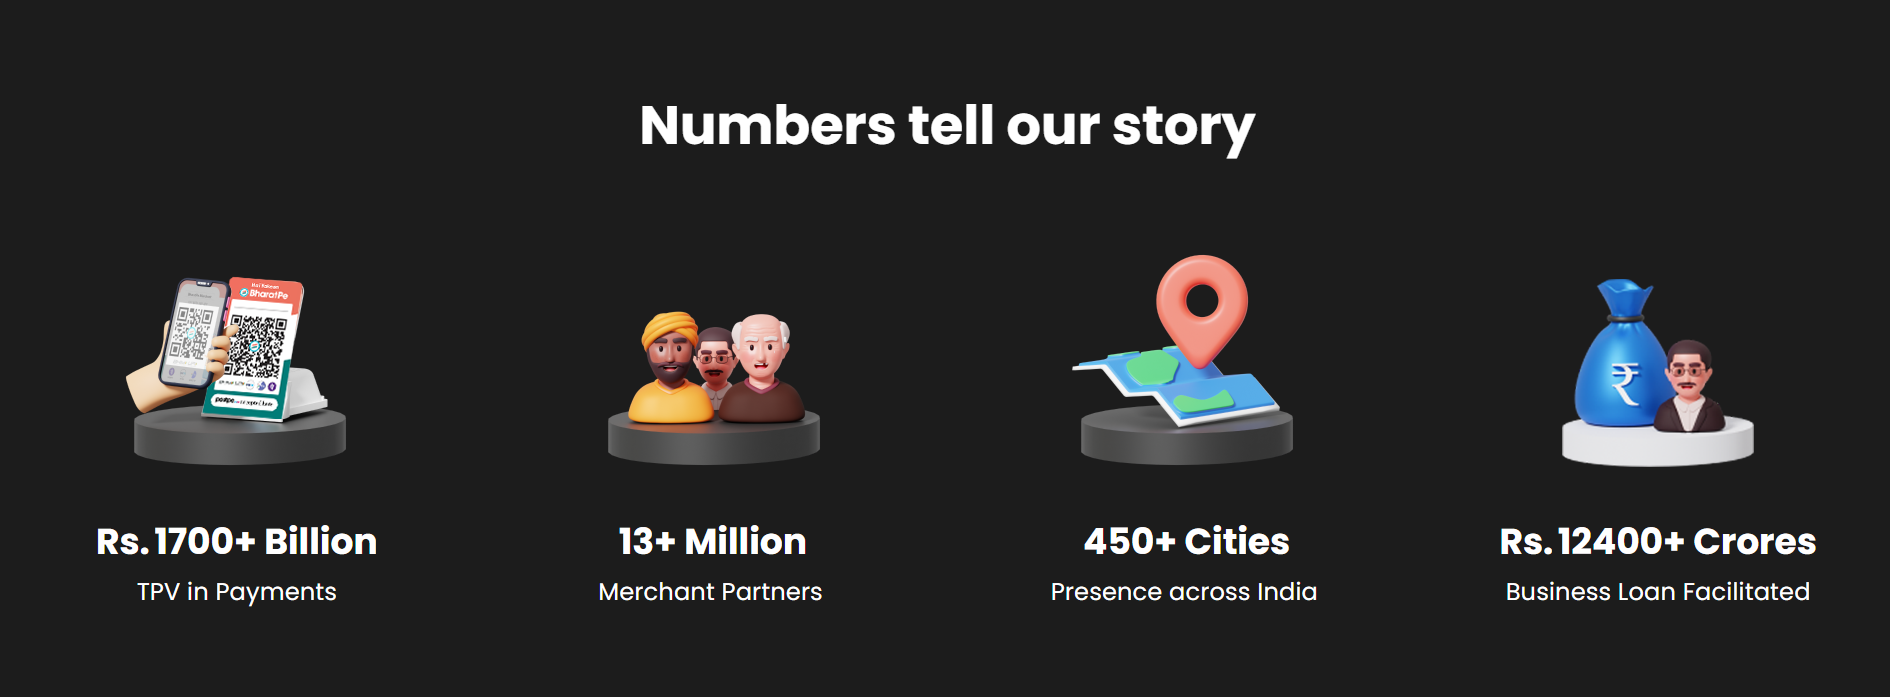 Numbers tell our story
BharatPe
Rs. 1700+ Billion
TPV in Payments
13+ Million
Merchant Partners
450+ Cities
Presence across India
₹
Rs. 12400+ Crores
Business Loan Facilitated